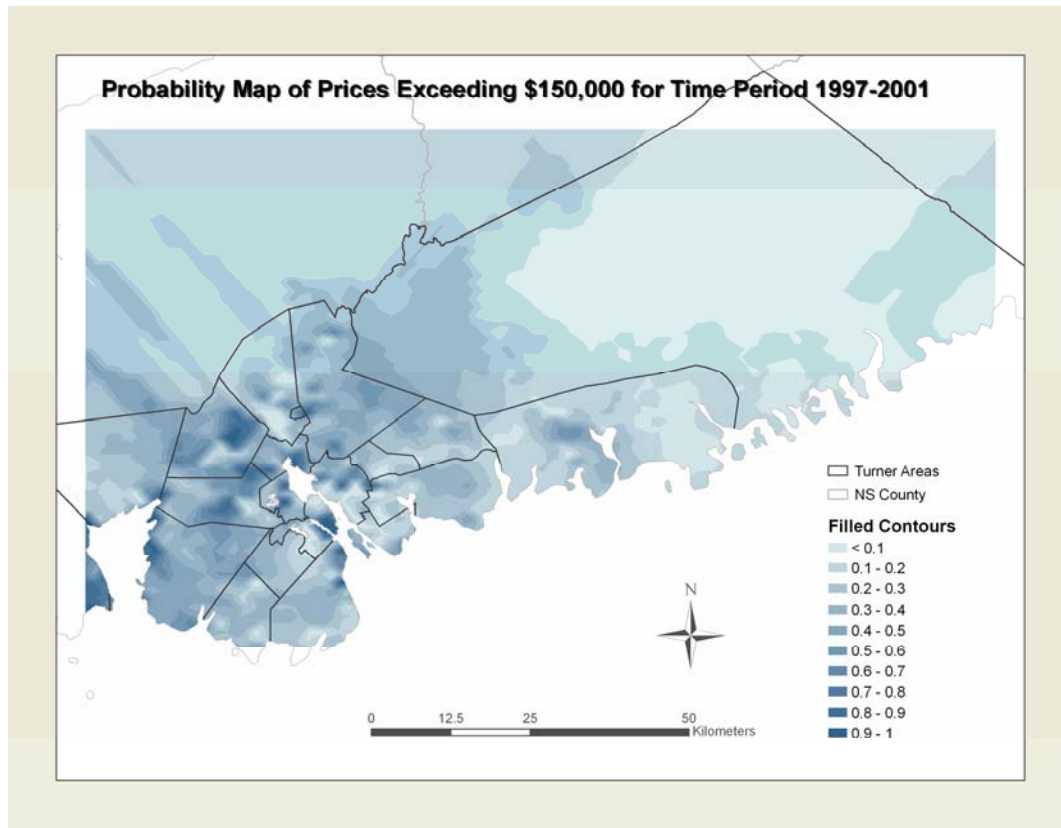 Probability Map of Prices Exceeding $150,000 for Time Period 1997-2001
Turner Areas
NS County
Filled Contours
< 0.1
0.1 - 0.2
0.2 - 0.3
0.3 - 0.4
0.4 - 0.5
0.5 - 0.6
0.6 - 0.7
0.7 - 0.8
0.8 - 0.9
0.9 - 1
N
0 12.5 25 50
Kilometers